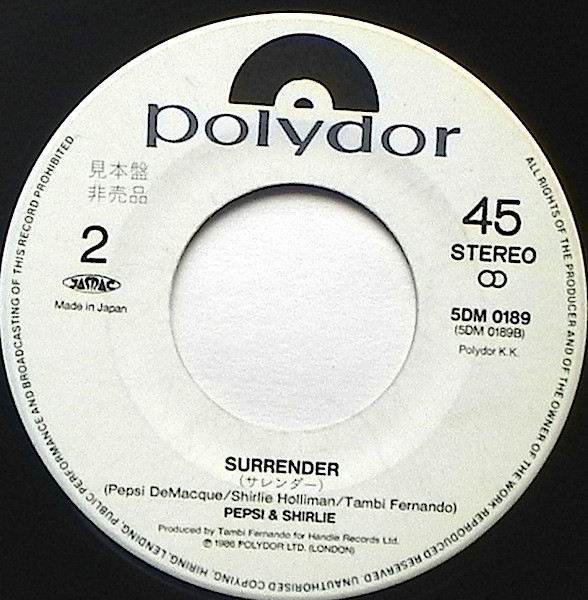 polydor
見本盤
非売品
2
JASRAC
Made in Japan
45
STEREO
5DM 0189
(5DM 0189B)
Polydor K.K.
SURRENDER
(サレンダー)
(Pepsi DeMacque/Shirlie Holliman/Tambi Fernando)
PEPSI & SHIRLIE
Produced by Tambi Fernando for Handle Records Ltd.
℗ 1986 POLYDOR LTD. (LONDON)
ALL RIGHTS OF THE PRODUCER AND OF THE OWNER OF THE WORK REPRODUCED RESERVED. UNAUTHORISED COPYING, HIRING, LENDING, PUBLIC PERFORMANCE AND BROADCASTING OF THIS RECORD PROHIBITED